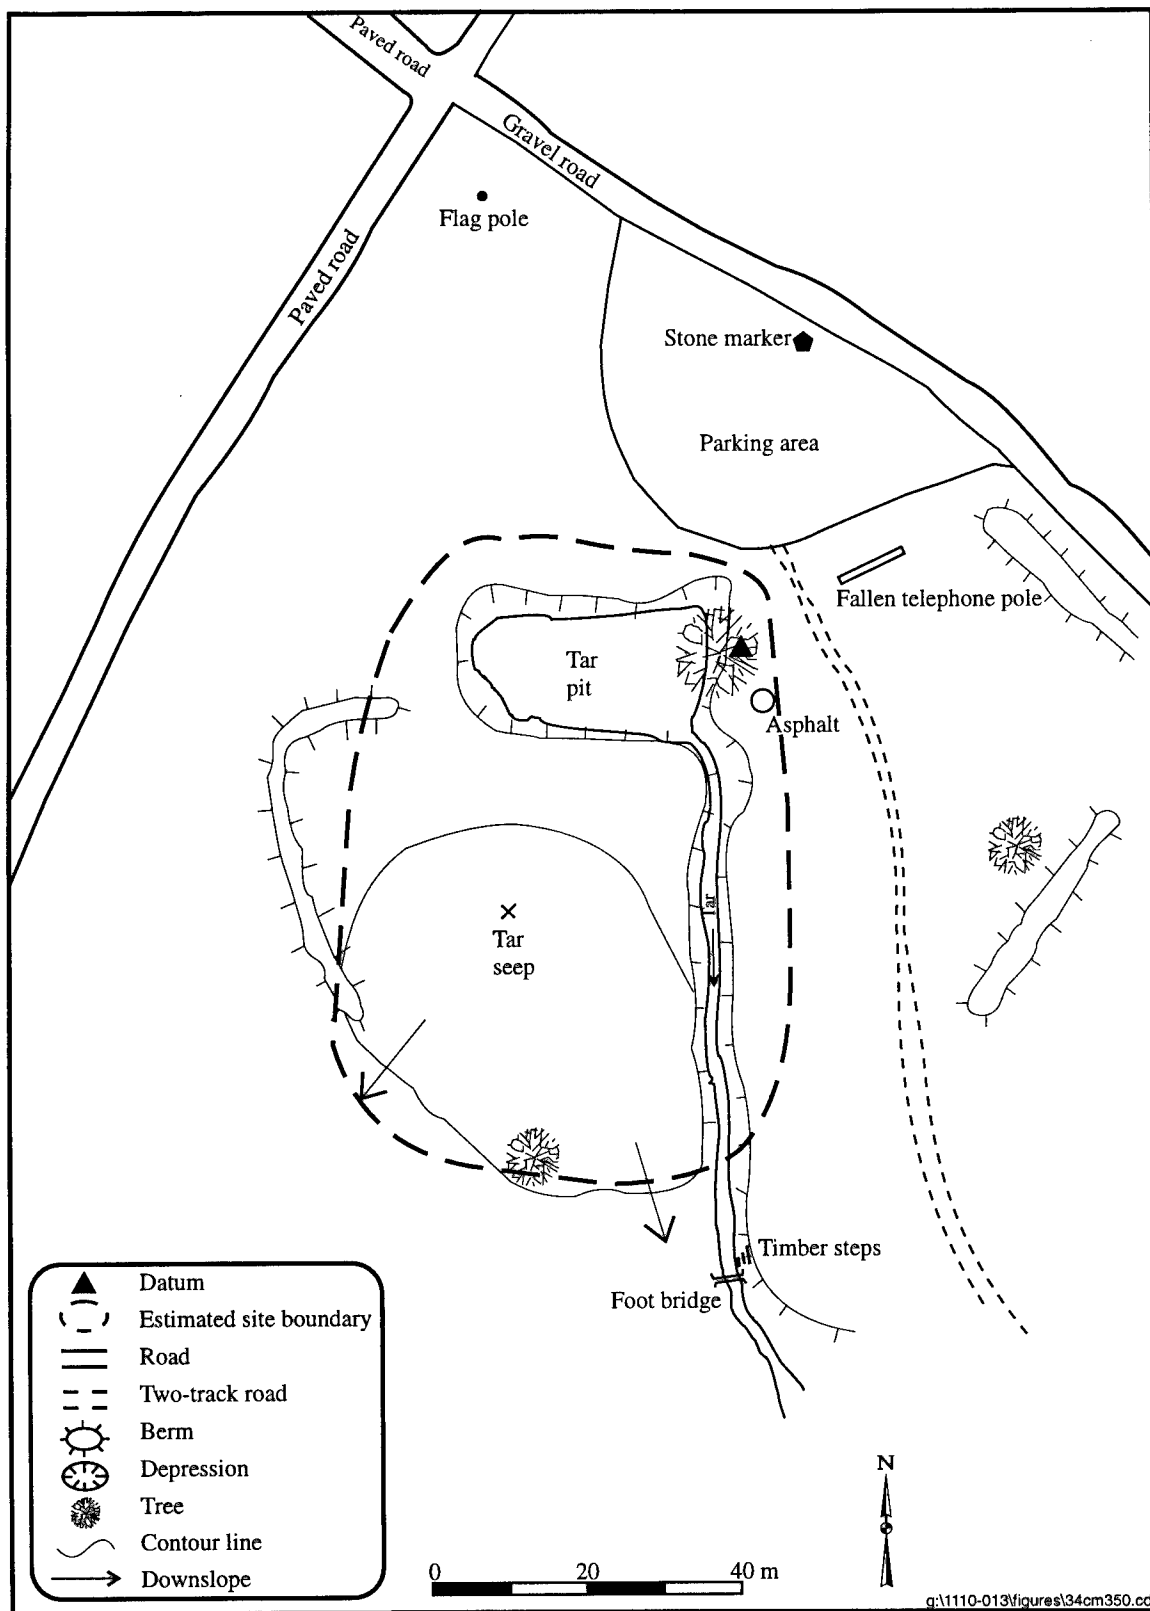 Paved road
Gravel road
Flag pole
Paved road
Stone marker
Parking area
Fallen telephone pole
Tar
pit
Asphalt
Tar
Tar
seep
Timber steps
Foot bridge
Datum
Estimated site boundary
Road
Two-track road
Berm
Depression
Tree
Contour line
Downslope
N
0 20 40 m
g:\1110-013\figures\34cm350.cd